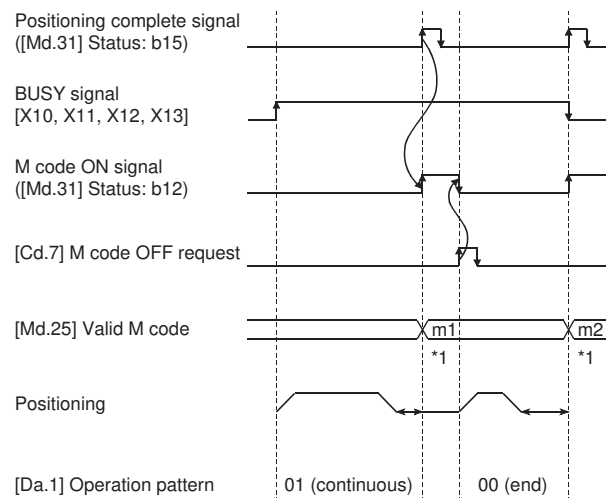 Positioning complete signal
([Md.31] Status: b15)
BUSY signal
[X10, X11, X12, X13]
M code ON signal
([Md.31] Status: b12)
[Cd.7] M code OFF request
[Md.25] Valid M code
m1
m2
*1
*1
Positioning
[Da.1] Operation pattern
01 (continuous)
00 (end)